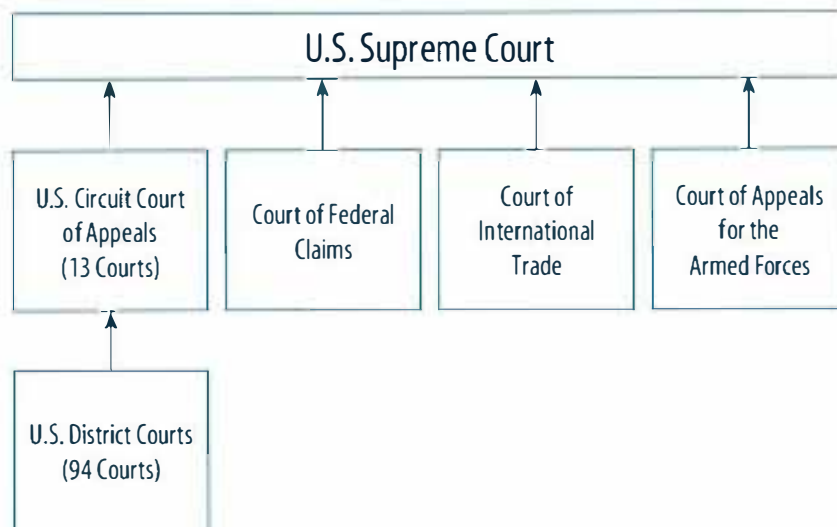 U.S. Supreme Court
U.S. Circuit Court
of Appeals
(13 Courts)
Court of Federal
Claims
Court of
International
Trade
Court of Appeals
for the
Armed Forces
U.S. District Courts
(94 Courts)